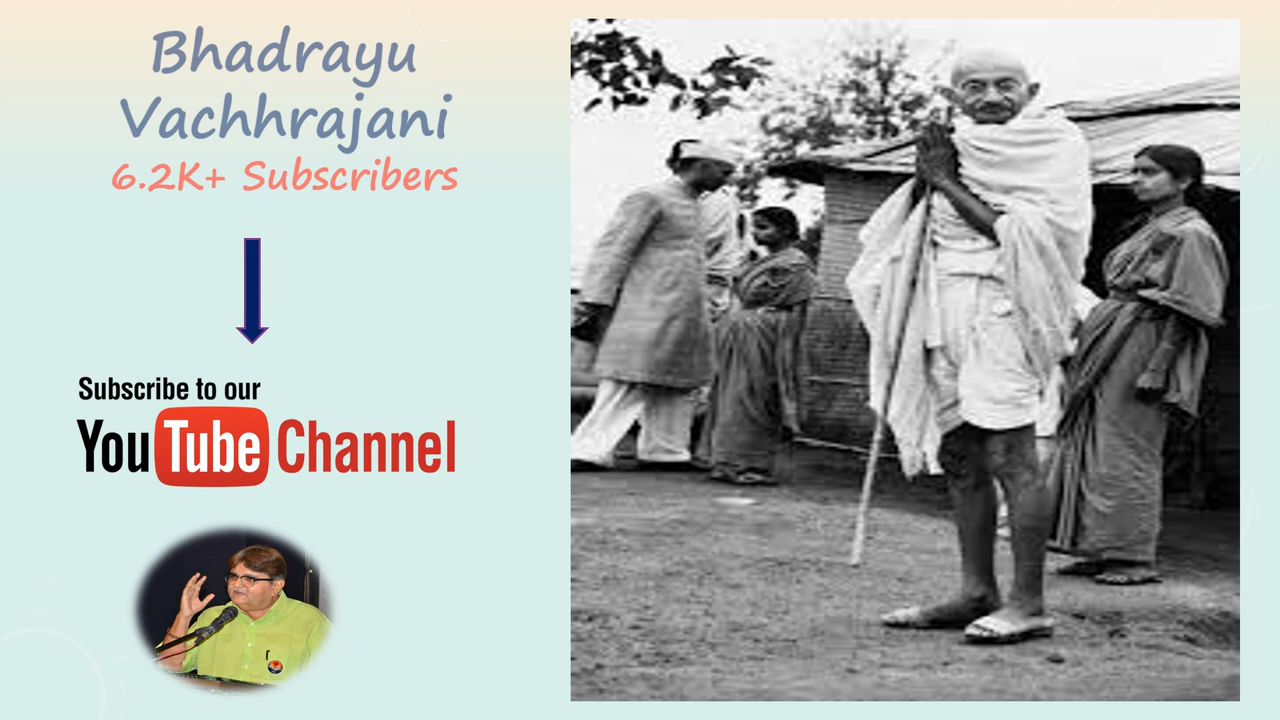 Bhadrayu
Vachhrajani
6.2K+ Subscribers
Subscribe to our
YouTube Channel